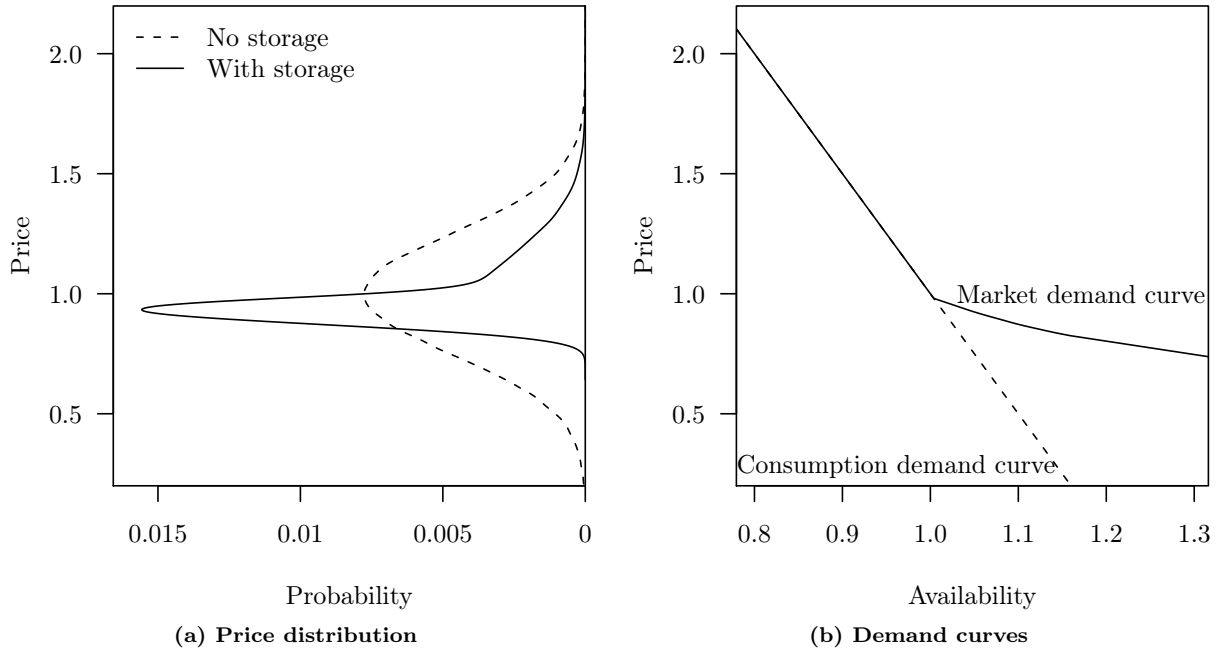 No storage
With storage
Price
2.0
1.5
1.0
0.5
0.015
0.01
0.005
0
Probability
(a) Price distribution
Price
2.0
1.5
1.0
0.5
Market demand curve
Consumption demand curve
0.8
0.9
1.0
1.1
1.2
1.3
Availability
(b) Demand curves